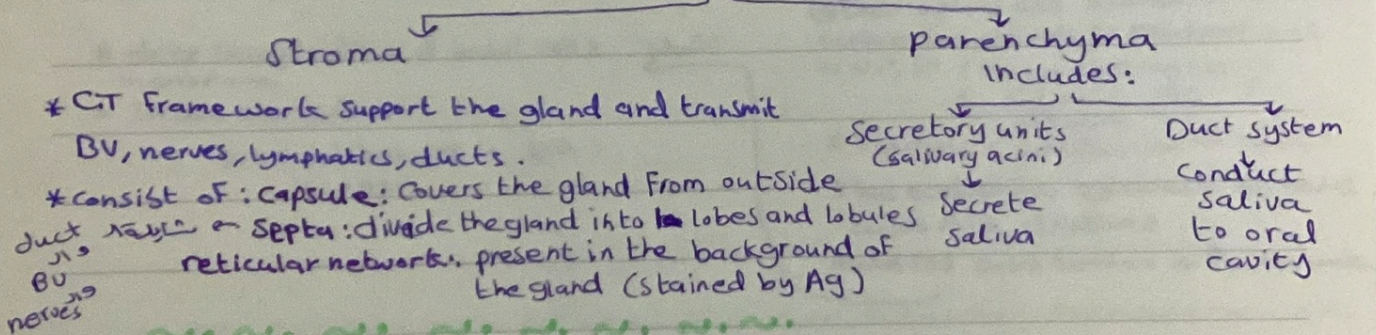 Stroma
* CT Framework support the gland and transmit
BV, nerves, lymphatics, ducts.
* consist of : capsule : Covers the gland from outside
Septa : divide the gland into lobes and lobules
reticular network : present in the background of
the gland (stained by Ag)
duct
BV
nerves
parenchyma
includes :
Secretory units
(salivary acini)
Secrete
saliva
Duct system
conduct
saliva
to oral
cavity